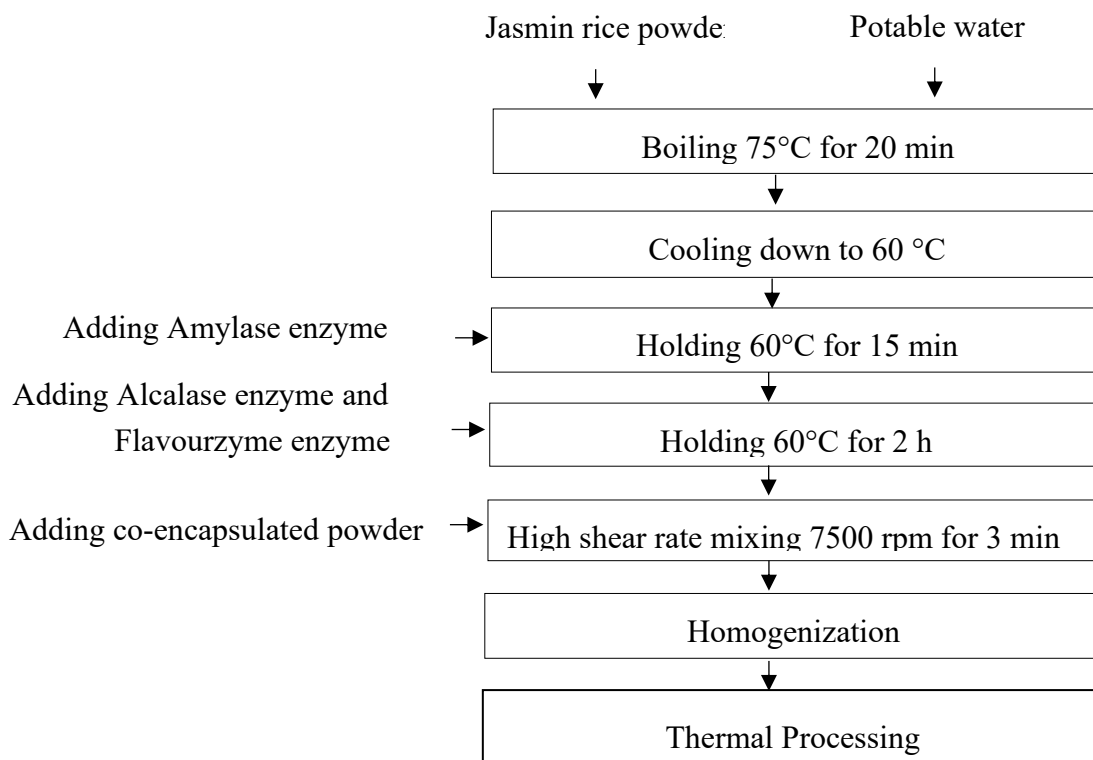 Jasmin rice powde
Potable water
Boiling 75°C for 20 min
Cooling down to 60 °C
Adding Amylase enzyme
Holding 60°C for 15 min
Adding Alcalase enzyme and
Flavourzyme enzyme
Holding 60°C for 2 h
Adding co-encapsulated powder
High shear rate mixing 7500 rpm for 3 min
Homogenization
Thermal Processing